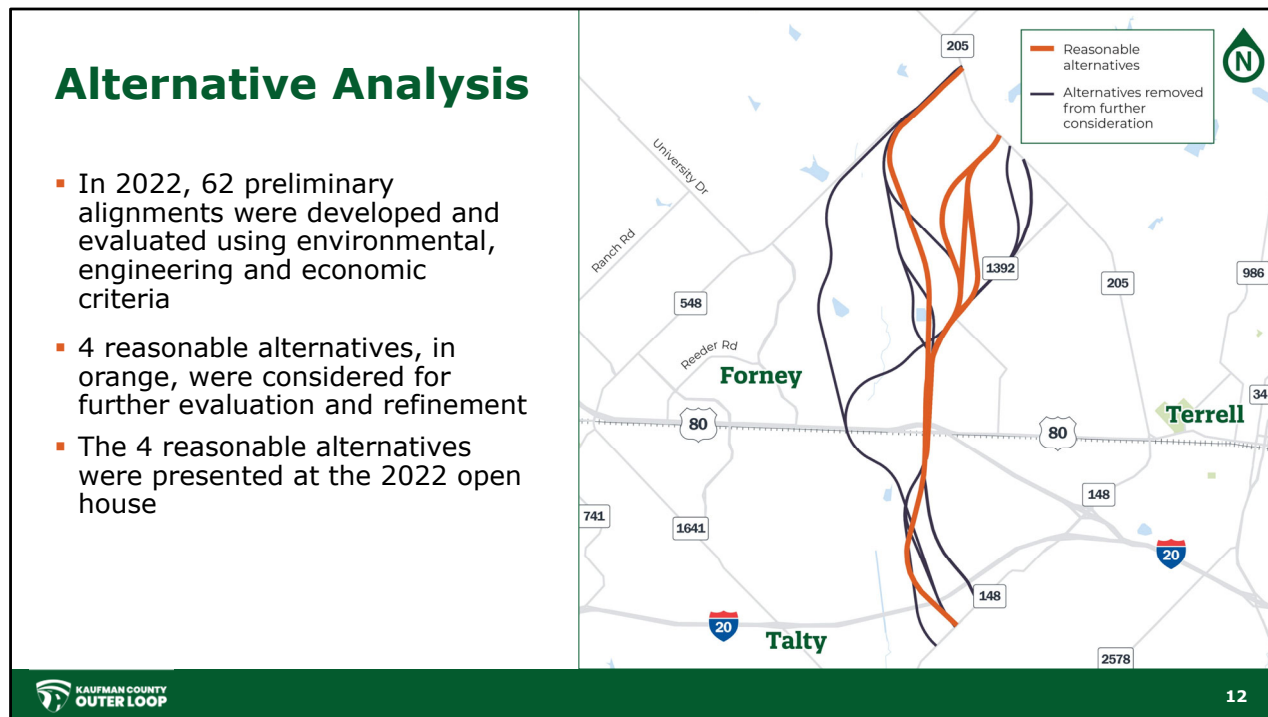 Alternative Analysis
▪ In 2022, 62 preliminary
alignments were developed and
evaluated using environmental,
engineering and economic
criteria
▪ 4 reasonable alternatives, in
orange, were considered for
further evaluation and refinement
▪ The 4 reasonable alternatives
were presented at the 2022 open
house
205
Reasonable
alternatives
Alternatives removed
from further
consideration
N
University Dr
Ranch Rd
1392
205
986
548
Reeder Rd
Forney
34
80
Terrell
80
148
741
1641
20
148
20
Talty
2578
KAUFMAN COUNTY
OUTER LOOP
12